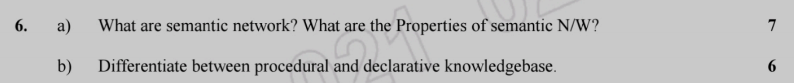 6. a) What are semantic network? What are the Properties of semantic N/W? 7
b) Differentiate between procedural and declarative knowledgebase. 6